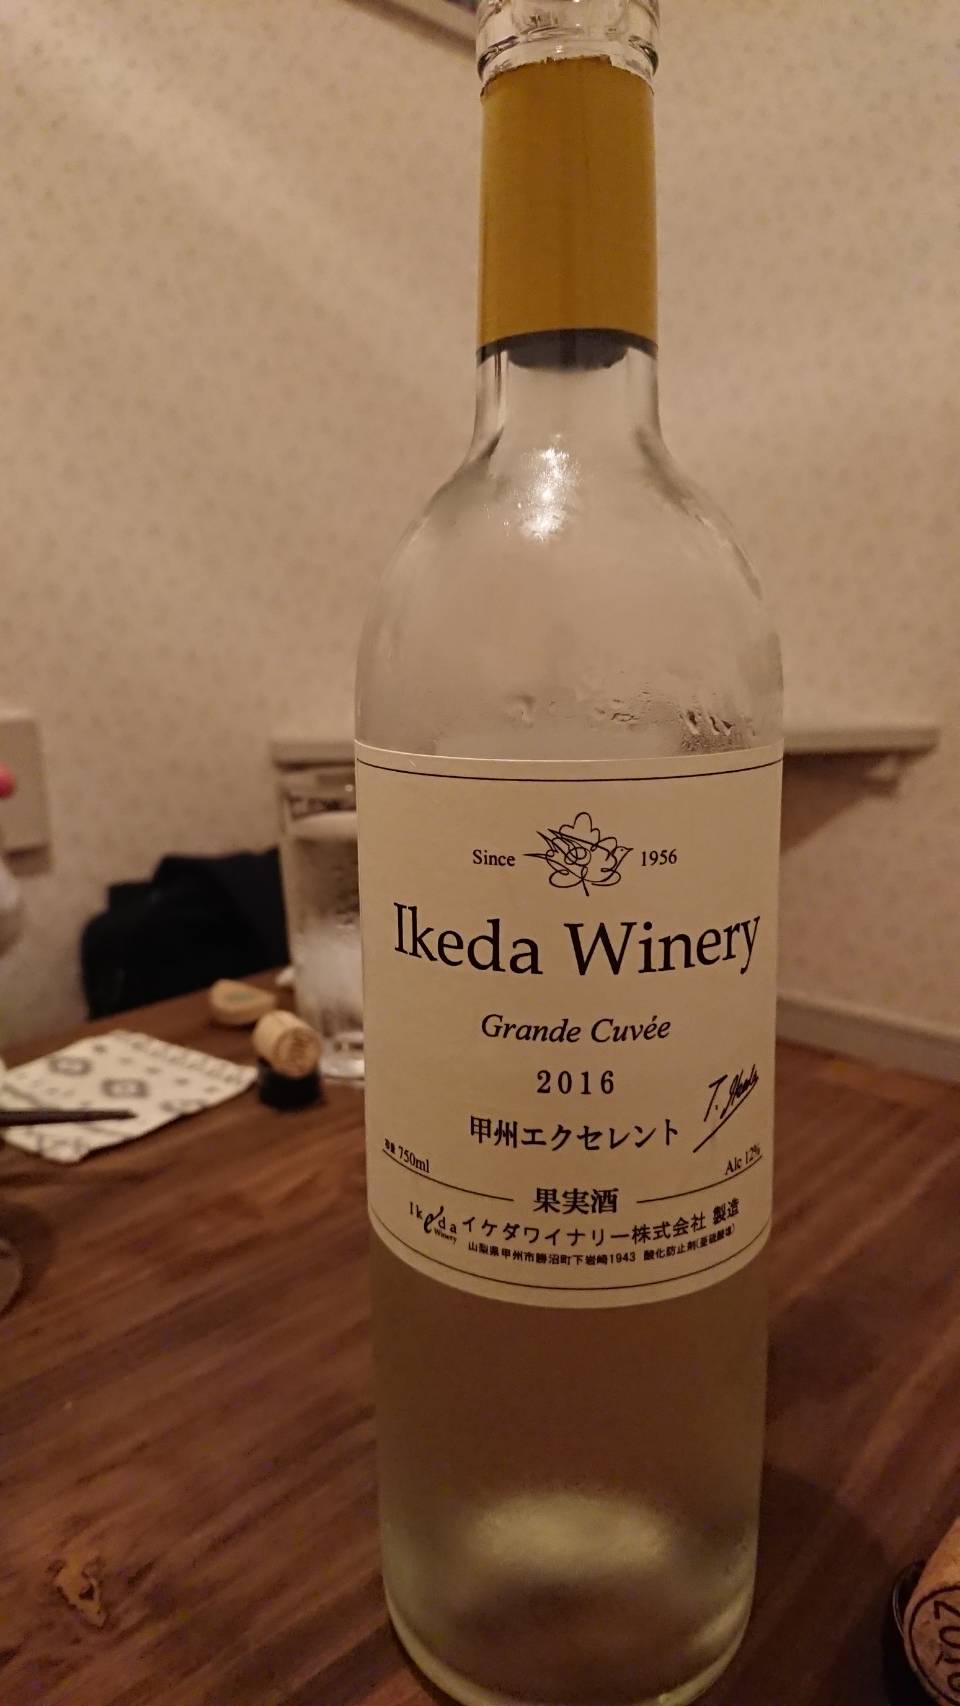 Since 1956
Ikeda Winery
Grande Cuvée
2016
T. Ikeda
甲州エクセレント
容量 750ml
Alc 12%
果実酒
Ikeda Winery イケダワイナリー株式会社 製造
山梨県甲州市勝沼町下岩崎1943 酸化防止剤(亜硫酸塩)